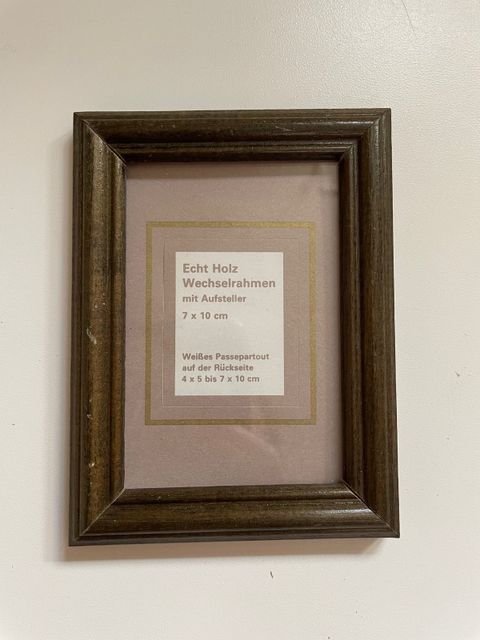 Echt Holz
Wechselrahmen
mit Aufsteller
7 x 10 cm
Weißes Passepartout
auf der Rückseite
4 x 5 bis 7 x 10 cm